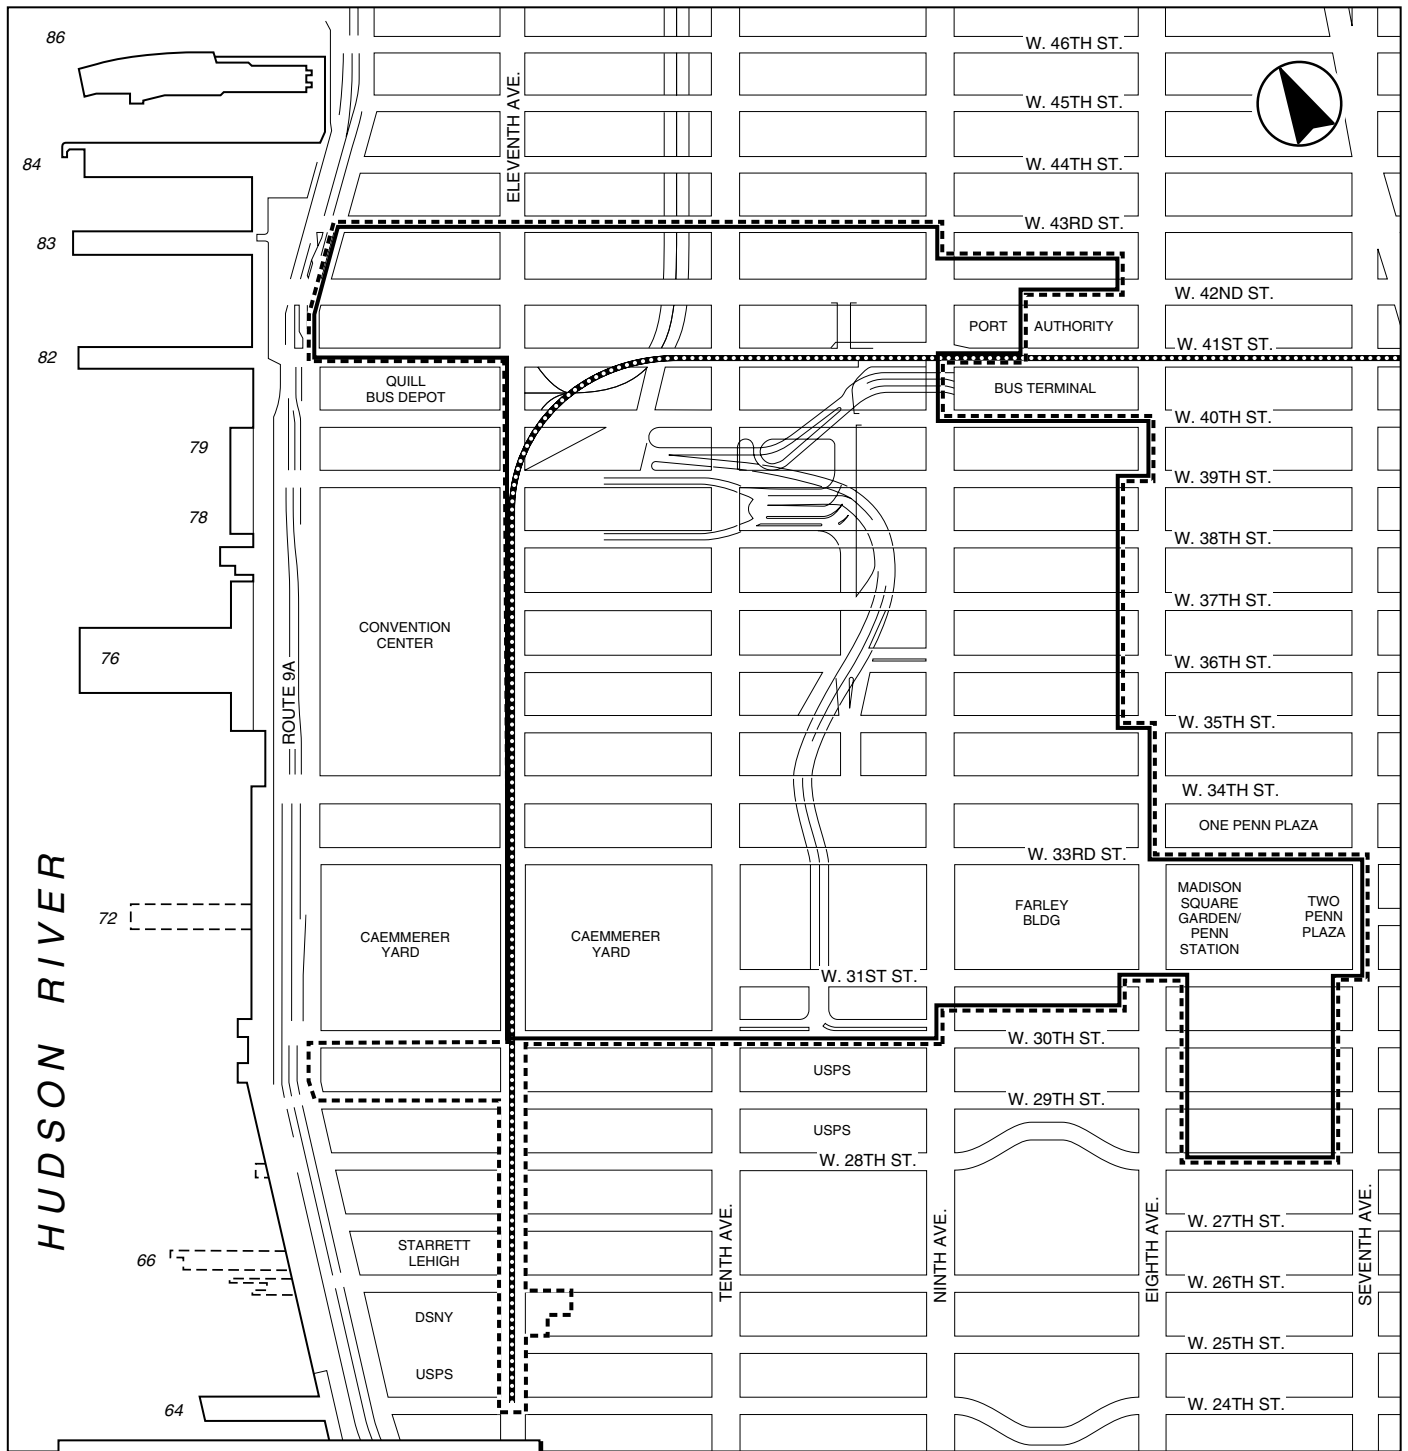 86
W. 46TH ST.
W. 45TH ST.
ELEVENTH AVE.
84
W. 44TH ST.
83
W. 43RD ST.
W. 42ND ST.
PORT AUTHORITY
W. 41ST ST.
82
QUILL
BUS DEPOT
BUS TERMINAL
W. 40TH ST.
79
W. 39TH ST.
78
W. 38TH ST.
W. 37TH ST.
CONVENTION
CENTER
76
W. 36TH ST.
ROUTE 9A
W. 35TH ST.
W. 34TH ST.
ONE PENN PLAZA
W. 33RD ST.
HUDSON RIVER
72
CAEMMERER
YARD
CAEMMERER
YARD
FARLEY
BLDG
MADISON
SQUARE
GARDEN/
PENN
STATION
TWO
PENN
PLAZA
W. 31ST ST.
W. 30TH ST.
USPS
W. 29TH ST.
USPS
W. 28TH ST.
TENTH AVE.
NINTH AVE.
EIGHTH AVE.
SEVENTH AVE.
W. 27TH ST.
66
STARRETT
LEHIGH
W. 26TH ST.
DSNY
W. 25TH ST.
USPS
64
W. 24TH ST.